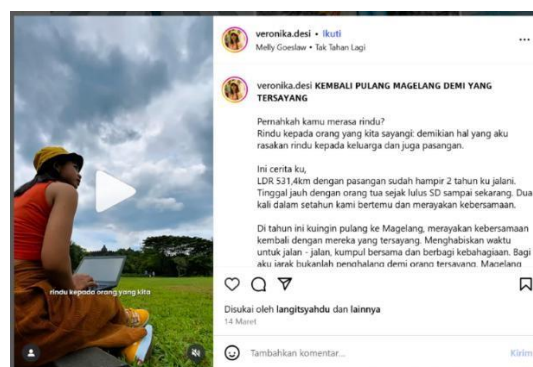 veronika.desi • Ikuti
Melly Goeslaw • Tak Tahan Lagi
veronika.desi KEMBALI PULANG MAGELANG DEMI YANG
TERSAYANG
Pernahkah kamu merasa rindu?
Rindu kepada orang yang kita sayangi: demikian hal yang aku
rasakan rindu kepada keluarga dan juga pasangan.
Ini cerita ku,
LDR 531,4km dengan pasangan sudah hampir 2 tahun ku jalani.
Tinggal jauh dengan orang tua sejak lulus SD sampai sekarang. Dua
kali dalam setahun kami bertemu dan merayakan kebersamaan.
Di tahun ini kuingin pulang ke Magelang, merayakan kebersamaan
kembali dengan mereka yang tersayang. Menghabiskan waktu
untuk jalan - jalan, kumpul bersama dan berbagi kebahagiaan. Bagi
aku jarak bukanlah penghalang demi orang tersayang. Magelang
rindu kepada orang yang kita
Disukai oleh langitsyahdu dan lainnya
14 Maret
Tambahkan komentar...
Kirim